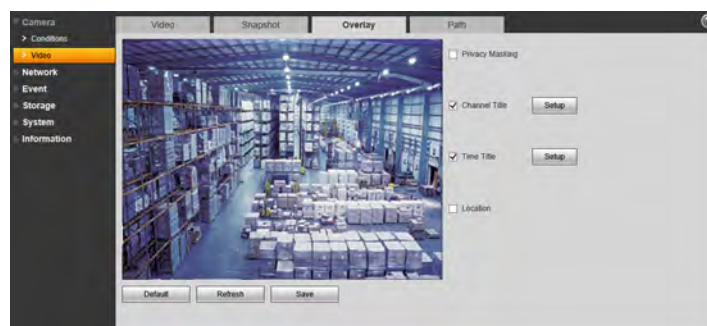 Camera
Video
Snapshot
Overlay
Path
> Conditions
> Video
Network
Event
Storage
System
Information
Privacy Masking
Channel Title
Setup
Time Title
Setup
Location
Default
Refresh
Save